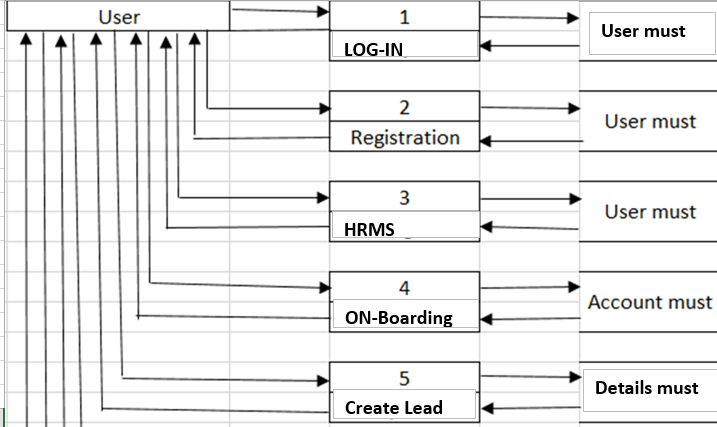 User
1
LOG-IN
User must
2
Registration
User must
3
HRMS
User must
4
ON-Boarding
Account must
5
Create Lead
Details must